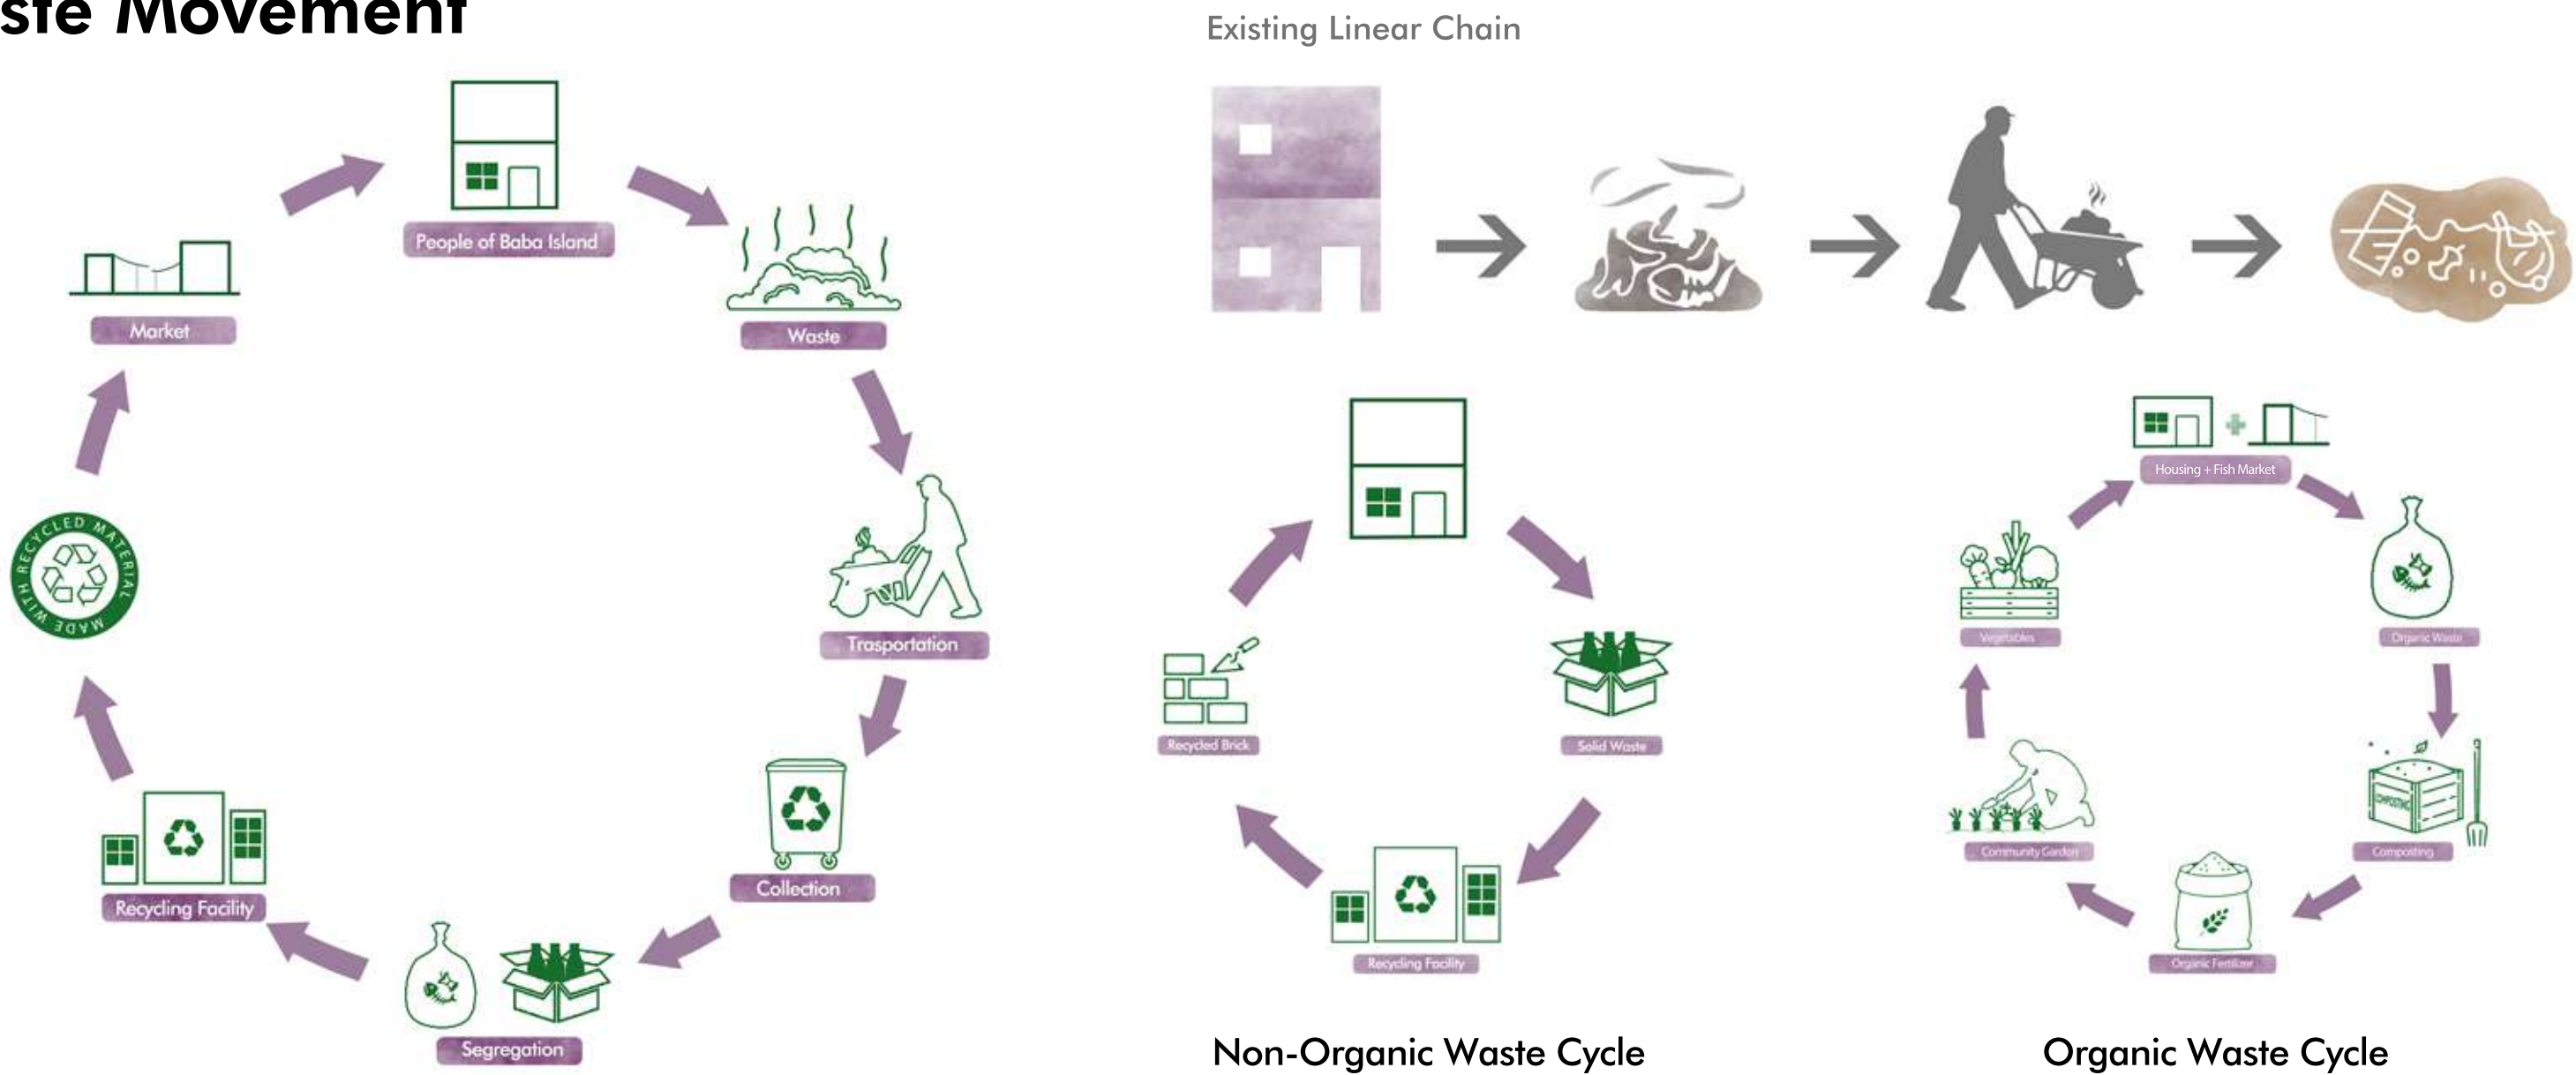 ste Movement
Existing Linear Chain
People of Baba Island
Market
Waste
MADE WITH RECYCLED MATERIAL
Trasportation
Collection
Recycling Facility
Segregation
Recycled Brick
Solid Waste
Recycling Facility
Non-Organic Waste Cycle
Housing + Fish Market
Vegetables
Organic Waste
COMPOSTING
Community Garden
Composting
Organic Fertilizer
Organic Waste Cycle